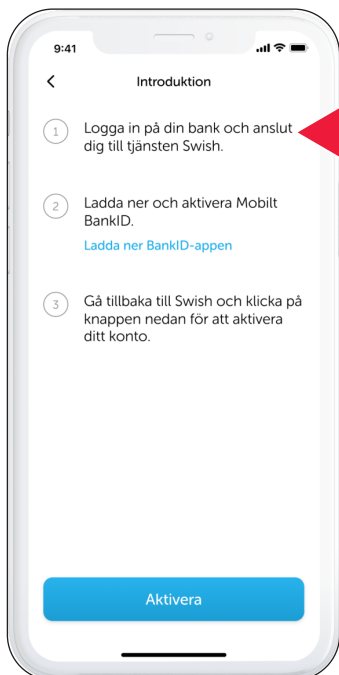 9:41
Introduktion
1 Logga in på din bank och anslut
dig till tjänsten Swish.
2 Ladda ner och aktivera Mobilt
BankID.
Ladda ner BankID-appen
3 Gå tillbaka till Swish och klicka på
knappen nedan för att aktivera
ditt konto.
Aktivera